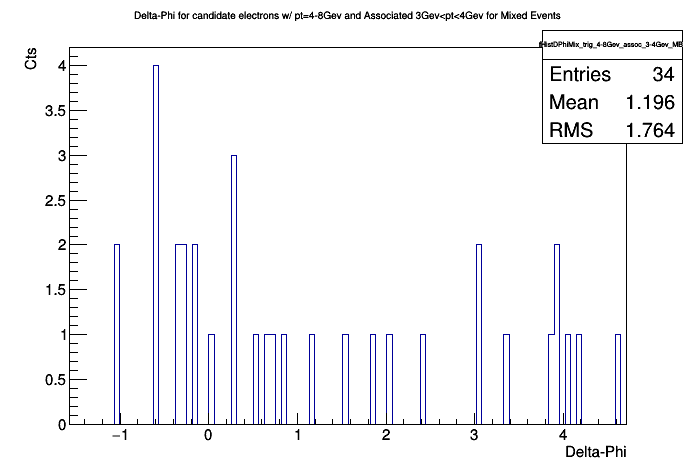 Delta-Phi for candidate electrons w/ pt=4-8Gev and Associated 3Gev<pt<4Gev for Mixed Events
fHistDPhiMix_trig_4-8Gev_assoc_3-4Gev_MB
Entries 34
Mean 1.196
RMS 1.764
Cts
4
3.5
3
2.5
2
1.5
1
0.5
0
−1 0 1 2 3 4
Delta-Phi